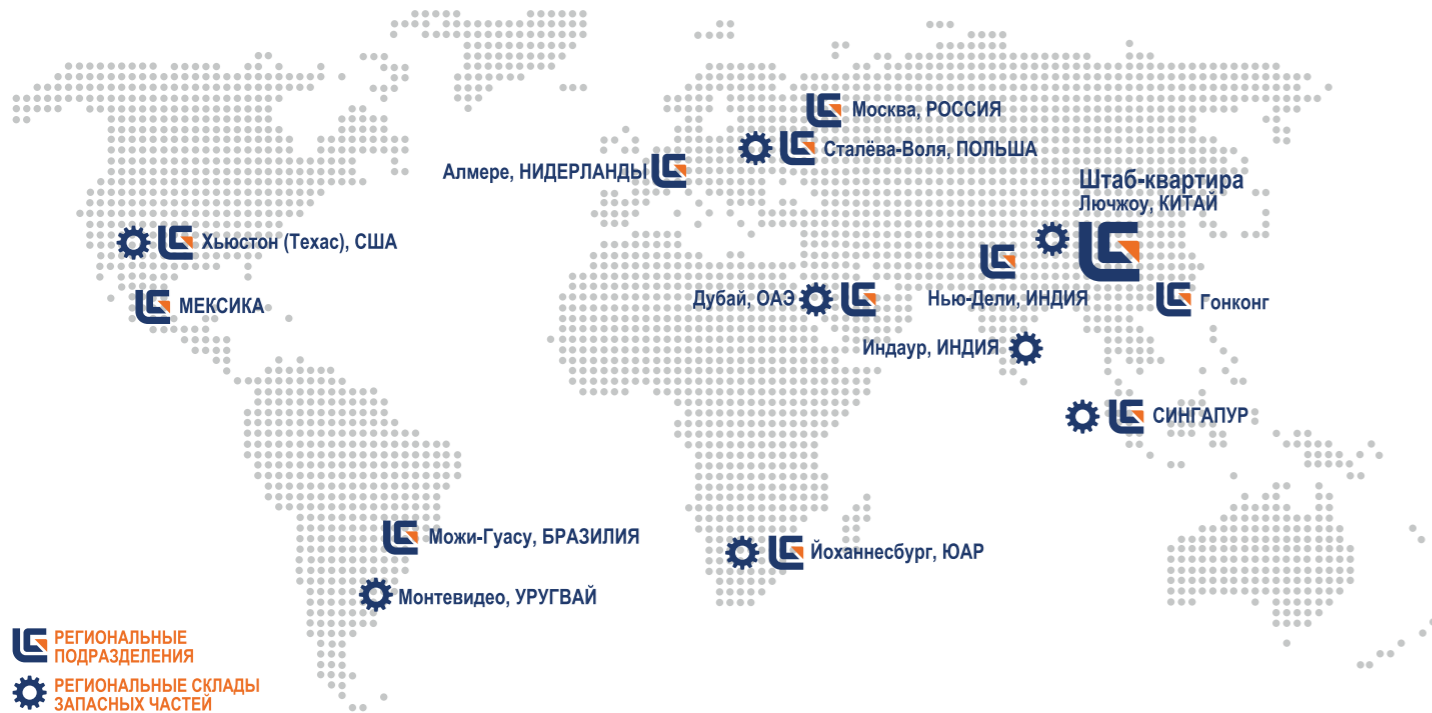 Москва, РОССИЯ
Сталёва-Воля, ПОЛЬША
Алмере, НИДЕРЛАНДЫ
Штаб-квартира
Лючжоу, КИТАЙ
Хьюстон (Техас), США
МЕКСИКА
Дубай, ОАЭ
Нью-Дели, ИНДИЯ
Гонконг
Индаур, ИНДИЯ
СИНГАПУР
Можи-Гуасу, БРАЗИЛИЯ
Йоханнесбург, ЮАР
Монтевидео, УРУГВАЙ
РЕГИОНАЛЬНЫЕ
ПОДРАЗДЕЛЕНИЯ
РЕГИОНАЛЬНЫЕ СКЛАДЫ
ЗАПАСНЫХ ЧАСТЕЙ